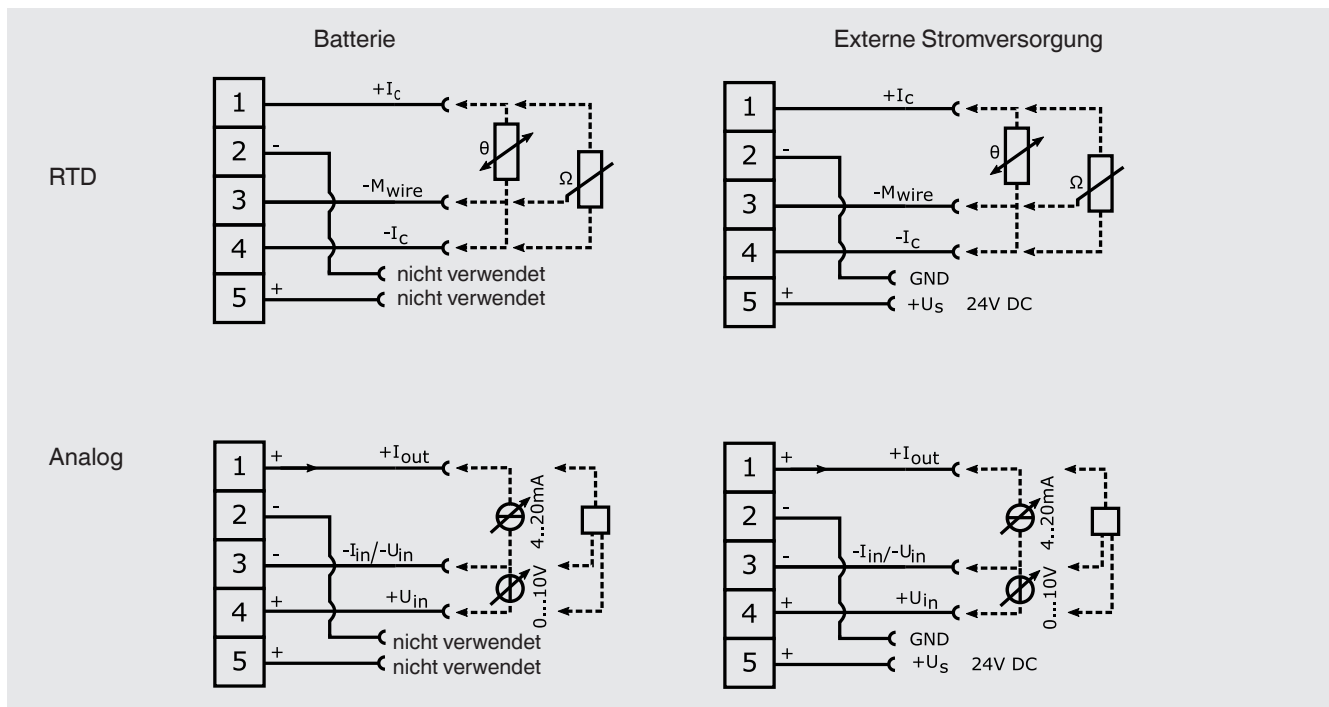 Batterie
Externe Stromversorgung
RTD
1
+Ic
2
-
θ
Ω
3
-Mwire
4
-Ic
nicht verwendet
5
+
nicht verwendet
1
+Ic
2
-
θ
Ω
3
-Mwire
4
-Ic
GND
5
+
+Us 24V DC
Analog
1
+
+Iout
2
-
4..20mA
3
-
-Iin/-Uin
0...10V
4
+
+Uin
nicht verwendet
5
+
nicht verwendet
1
+
+Iout
2
-
4..20mA
3
-
-Iin/-Uin
0...10V
4
+
+Uin
GND
5
+
+Us 24V DC